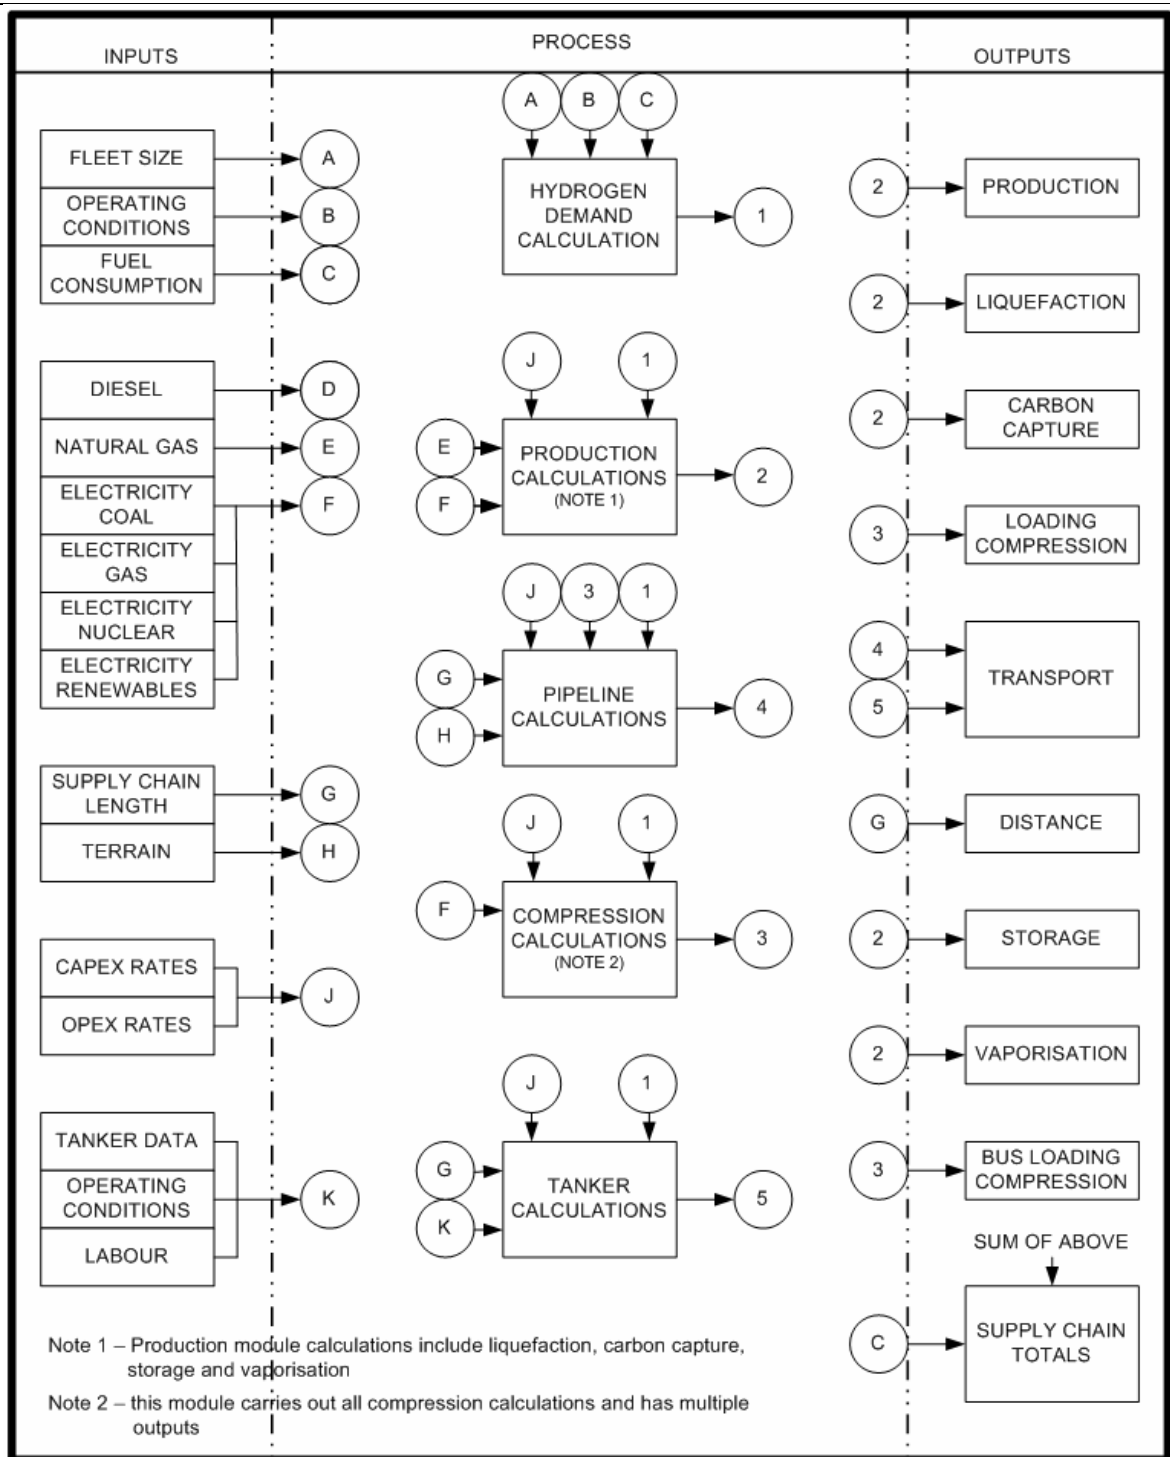 INPUTS
PROCESS
OUTPUTS
FLEET SIZE
A
OPERATING
CONDITIONS
B
FUEL
CONSUMPTION
C
DIESEL
D
NATURAL GAS
E
ELECTRICITY
COAL
F
ELECTRICITY
GAS
ELECTRICITY
NUCLEAR
ELECTRICITY
RENEWABLES
SUPPLY CHAIN
LENGTH
G
TERRAIN
H
CAPEX RATES
OPEX RATES
J
TANKER DATA
OPERATING
CONDITIONS
K
LABOUR
A B C
HYDROGEN
DEMAND
CALCULATION
1
J 1
E
F
PRODUCTION
CALCULATIONS
(NOTE 1)
2
J 3 1
G
H
PIPELINE
CALCULATIONS
4
J 1
F
COMPRESSION
CALCULATIONS
(NOTE 2)
3
J 1
G
K
TANKER
CALCULATIONS
5
2
PRODUCTION
2
LIQUEFACTION
2
CARBON
CAPTURE
3
LOADING
COMPRESSION
4
5
TRANSPORT
G
DISTANCE
2
STORAGE
2
VAPORISATION
3
BUS LOADING
COMPRESSION
SUM OF ABOVE
C
SUPPLY CHAIN
TOTALS
Note 1 – Production module calculations include liquefaction, carbon capture,
storage and vaporisation
Note 2 – this module carries out all compression calculations and has multiple
outputs